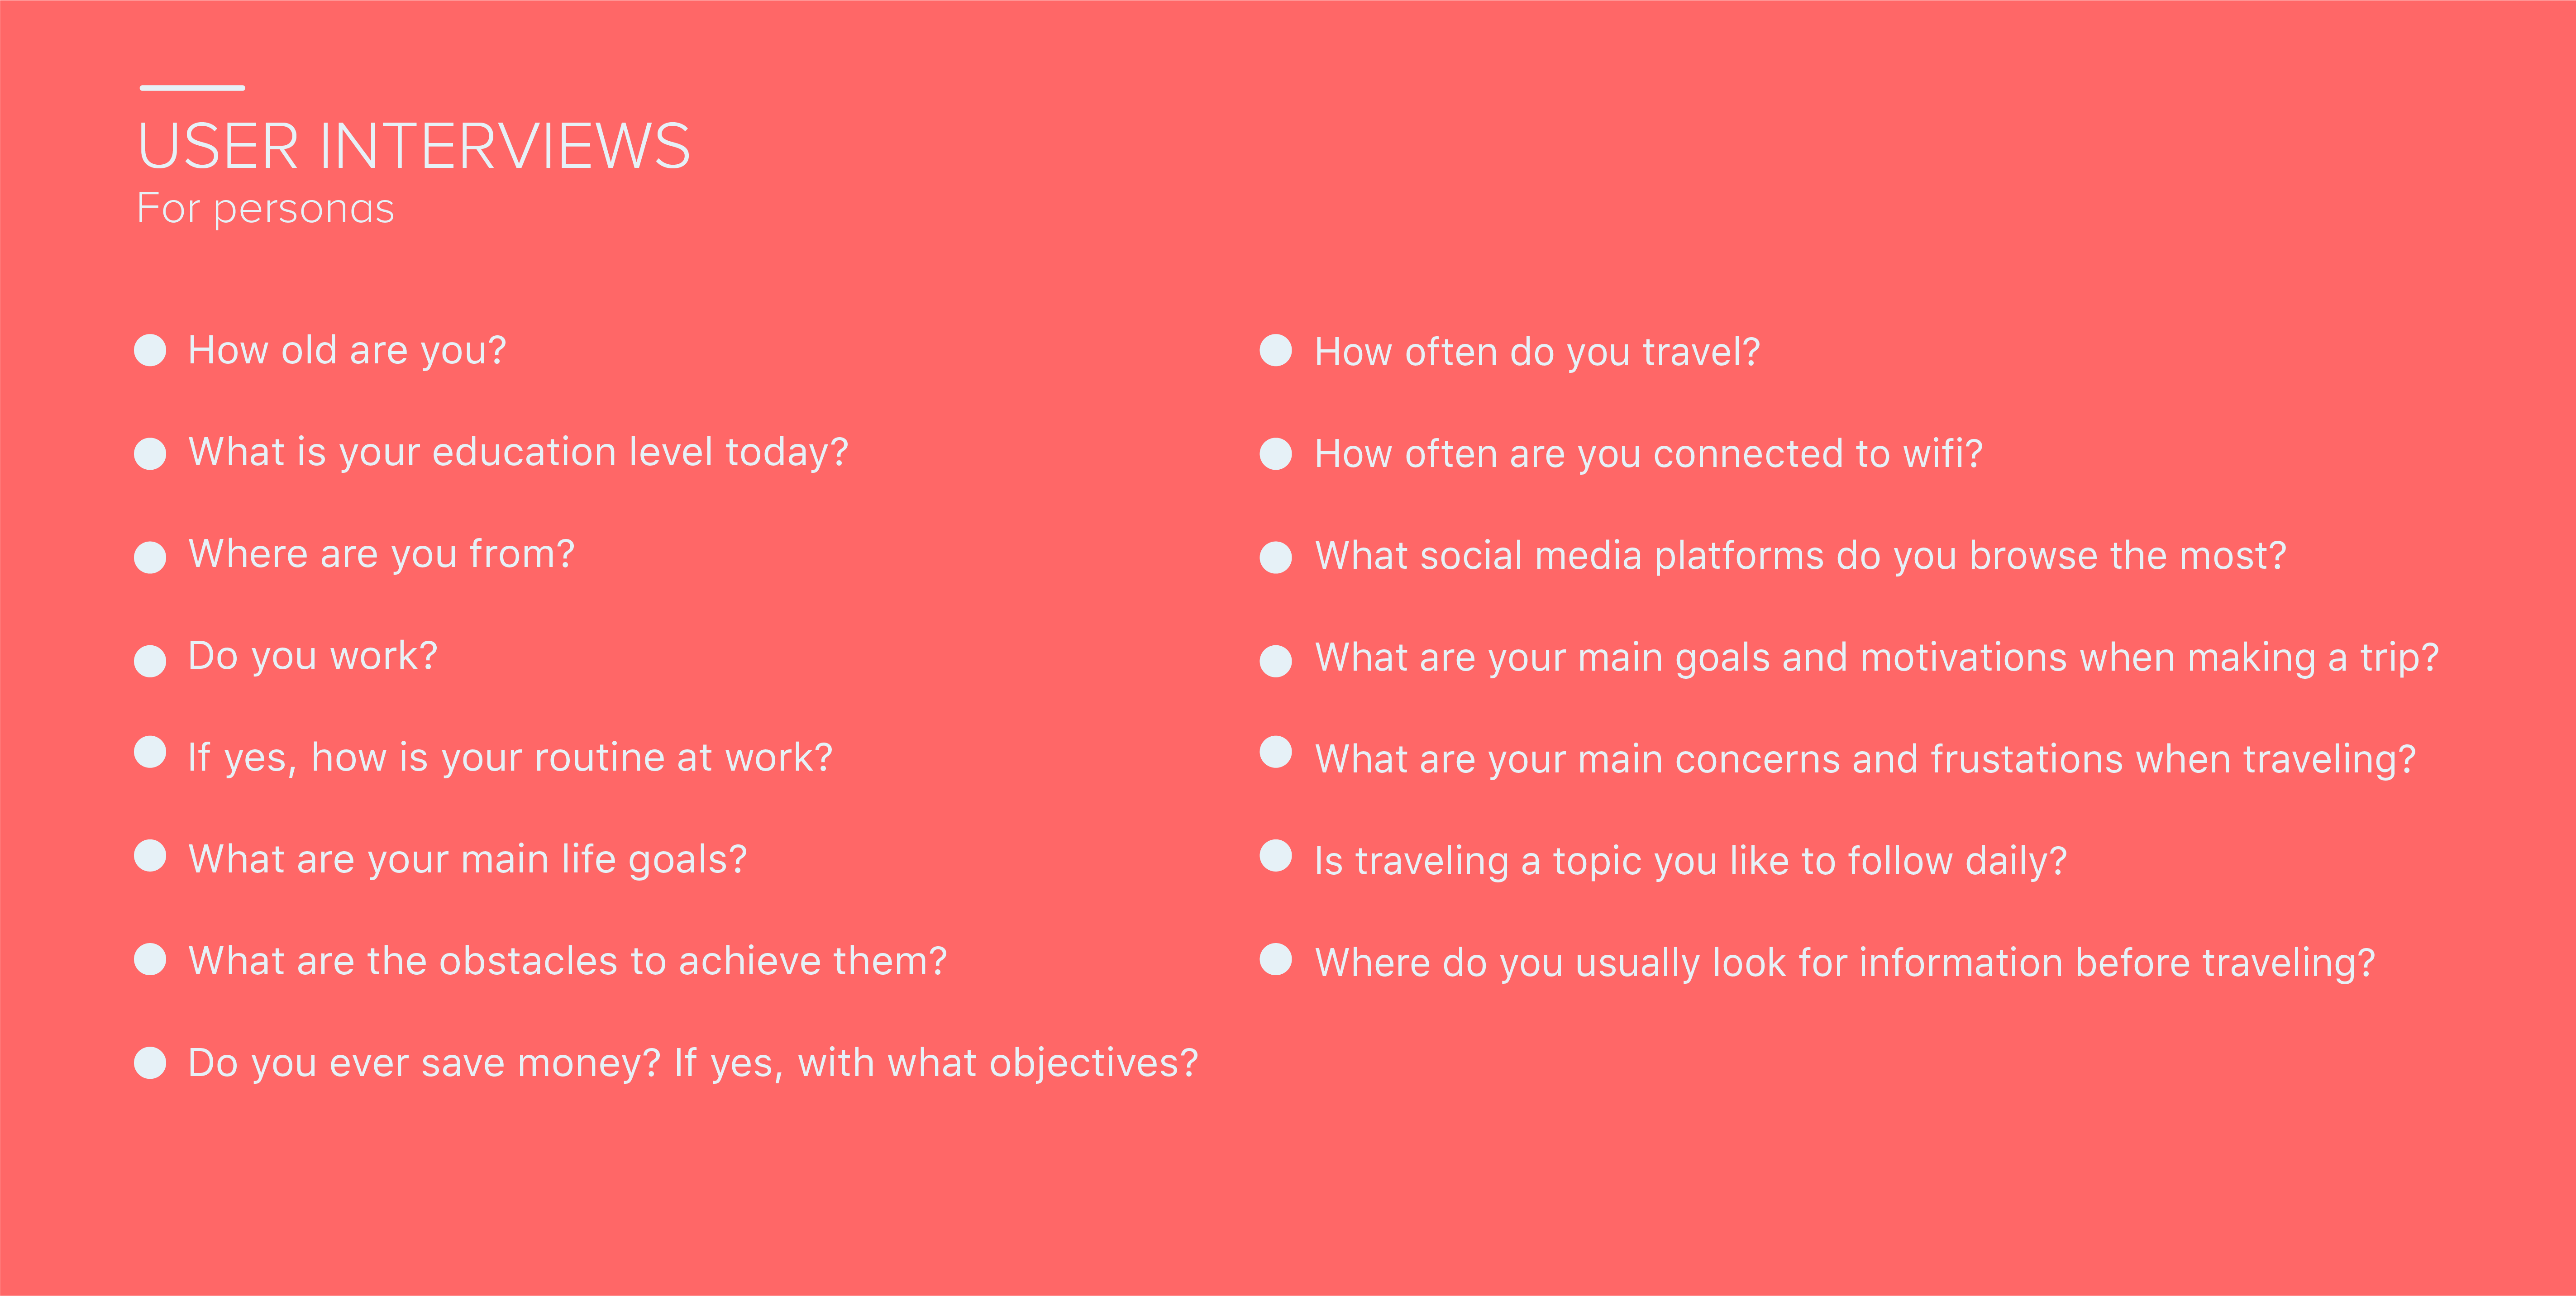 USER INTERVIEWS
For personas
How old are you?
What is your education level today?
Where are you from?
Do you work?
If yes, how is your routine at work?
What are your main life goals?
What are the obstacles to achieve them?
Do you ever save money? If yes, with what objectives?
How often do you travel?
How often are you connected to wifi?
What social media platforms do you browse the most?
What are your main goals and motivations when making a trip?
What are your main concerns and frustations when traveling?
Is traveling a topic you like to follow daily?
Where do you usually look for information before traveling?